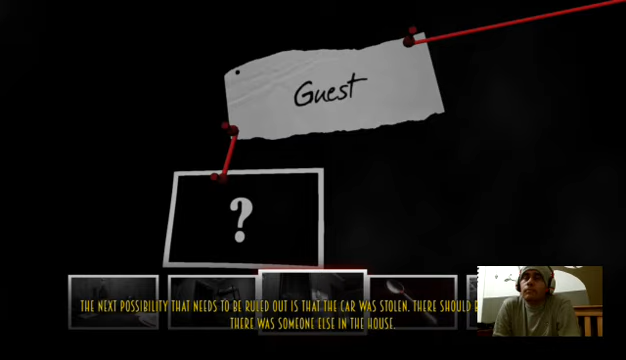 Guest
?
THE NEXT POSSIBILITY THAT NEEDS TO BE RULED OUT IS THAT THE CAR WAS STOLEN. THERE SHOULD
THERE WAS SOMEONE ELSE IN THE HOUSE.